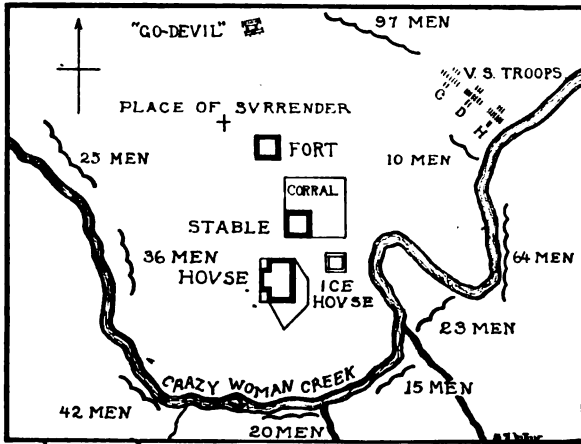 "GO-DEVIL"
97 MEN
V. S. TROOPS
C D H
PLACE OF SVRRENDER
25 MEN
FORT
10 MEN
CORRAL
STABLE
36 MEN
HOVSE
ICE
HOVSE
64 MEN
23 MEN
CRAZY WOMAN CREEK
15 MEN
42 MEN
20 MEN